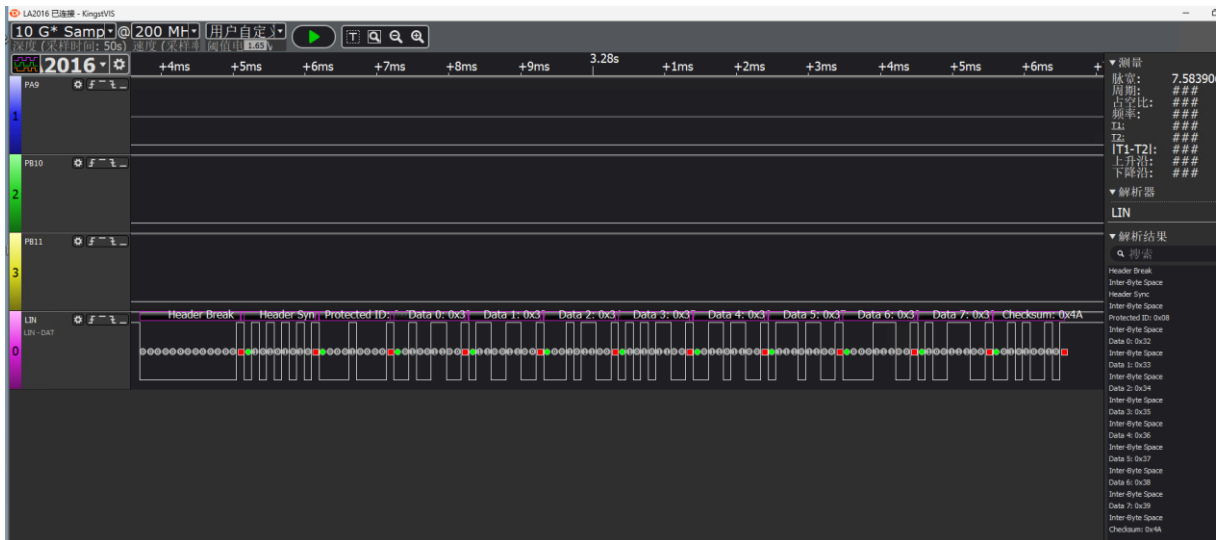 LA2016 已连接 - KingstVIS
10 G* Samp @ 200 MH 用户自定义
深度 (采样时间: 50s) 速度 (采样率 阈值电 1.65 V
2016 +4ms +5ms +6ms +7ms +8ms +9ms 3.28s +1ms +2ms +3ms +4ms +5ms +6ms +
PA9
1
PB10
2
PB11
3
LIN
LIN - DAT
0
Header Break Header Syn Protected ID: Data 0: 0x3 Data 1: 0x3 Data 2: 0x3 Data 3: 0x3 Data 4: 0x3 Data 5: 0x3 Data 6: 0x3 Data 7: 0x3 Checksum: 0x4A
▼测量
脉宽: 7.58390
周期: ###
占空比: ###
频率: ###
T1: ###
T2: ###
|T1-T2|: ###
上升沿: ###
下降沿: ###
▼解析器
LIN
▼解析结果
搜索
Header Break
Inter-Byte Space
Header Sync
Inter-Byte Space
Protected ID: 0x08
Inter-Byte Space
Data 0: 0x32
Inter-Byte Space
Data 1: 0x33
Inter-Byte Space
Data 2: 0x34
Inter-Byte Space
Data 3: 0x35
Inter-Byte Space
Data 4: 0x36
Inter-Byte Space
Data 5: 0x37
Inter-Byte Space
Data 6: 0x38
Inter-Byte Space
Data 7: 0x39
Inter-Byte Space
Checksum: 0x4A